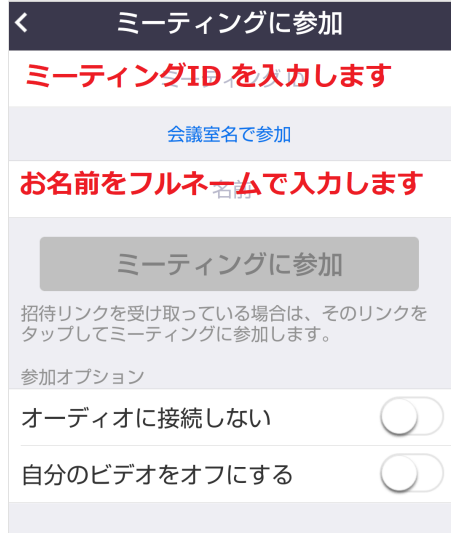 ミーティングに参加
ミーティングID を入力します
会議室名で参加
お名前をフルネームで入力します
名前
ミーティングに参加
招待リンクを受け取っている場合は、そのリンクを
タップしてミーティングに参加します。
参加オプション
オーディオに接続しない
自分のビデオをオフにする